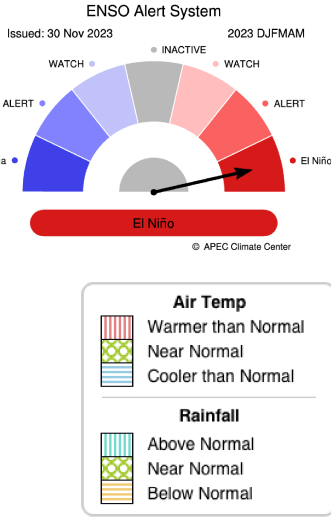 ENSO Alert System
Issued: 30 Nov 2023
2023 DJFMAM
INACTIVE
WATCH
WATCH
ALERT
ALERT
a
El Niño
El Niño
© APEC Climate Center
Air Temp
Warmer than Normal
Near Normal
Cooler than Normal
Rainfall
Above Normal
Near Normal
Below Normal